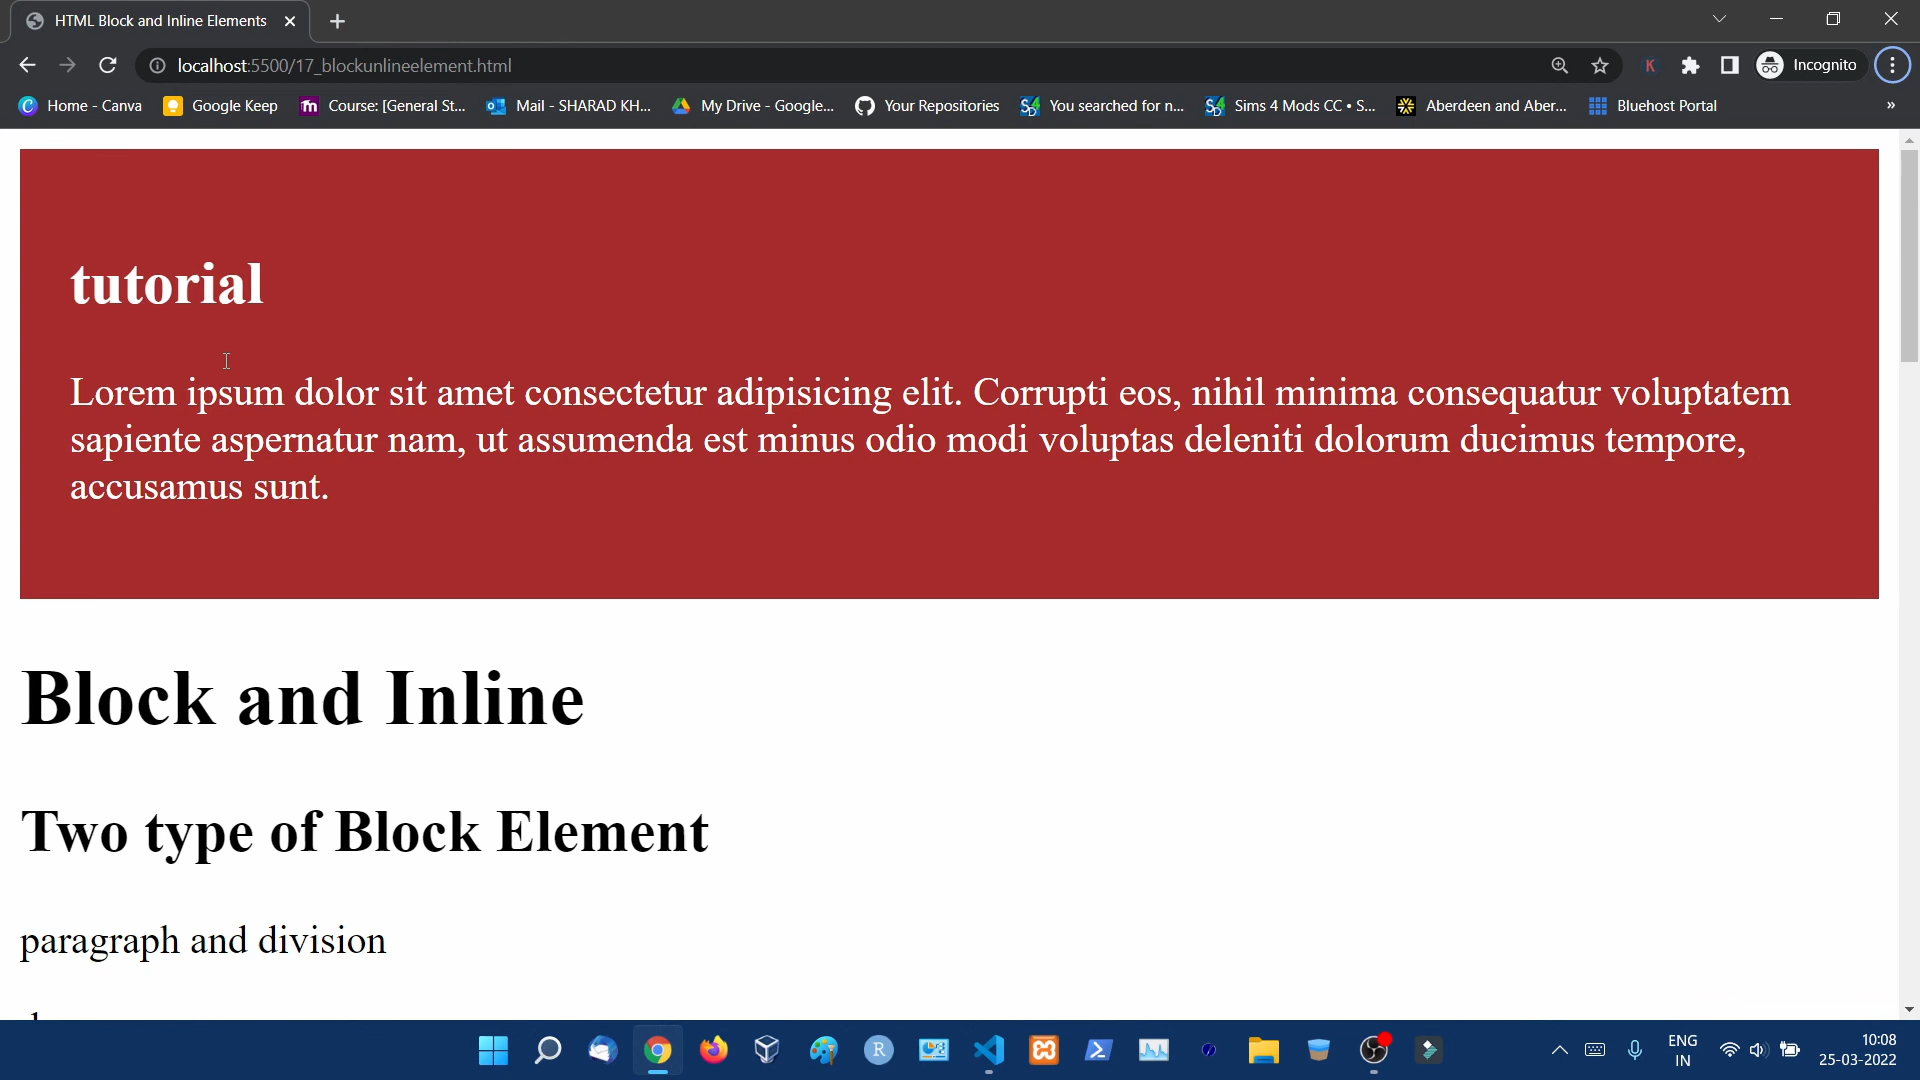 HTML Block and Inline Elements
localhost:5500/17_blockunlineelement.html
Incognito
Home - Canva
Google Keep
Course: [General St...
Mail - SHARAD KH...
My Drive - Google...
Your Repositories
You searched for n...
Sims 4 Mods CC • S...
Aberdeen and Aber...
Bluehost Portal
tutorial
Lorem ipsum dolor sit amet consectetur adipisicing elit. Corrupti eos, nihil minima consequatur voluptatem
sapiente aspernatur nam, ut assumenda est minus odio modi voluptas deleniti dolorum ducimus tempore,
accusamus sunt.
Block and Inline
Two type of Block Element
paragraph and division
ENG
IN
10:08
25-03-2022